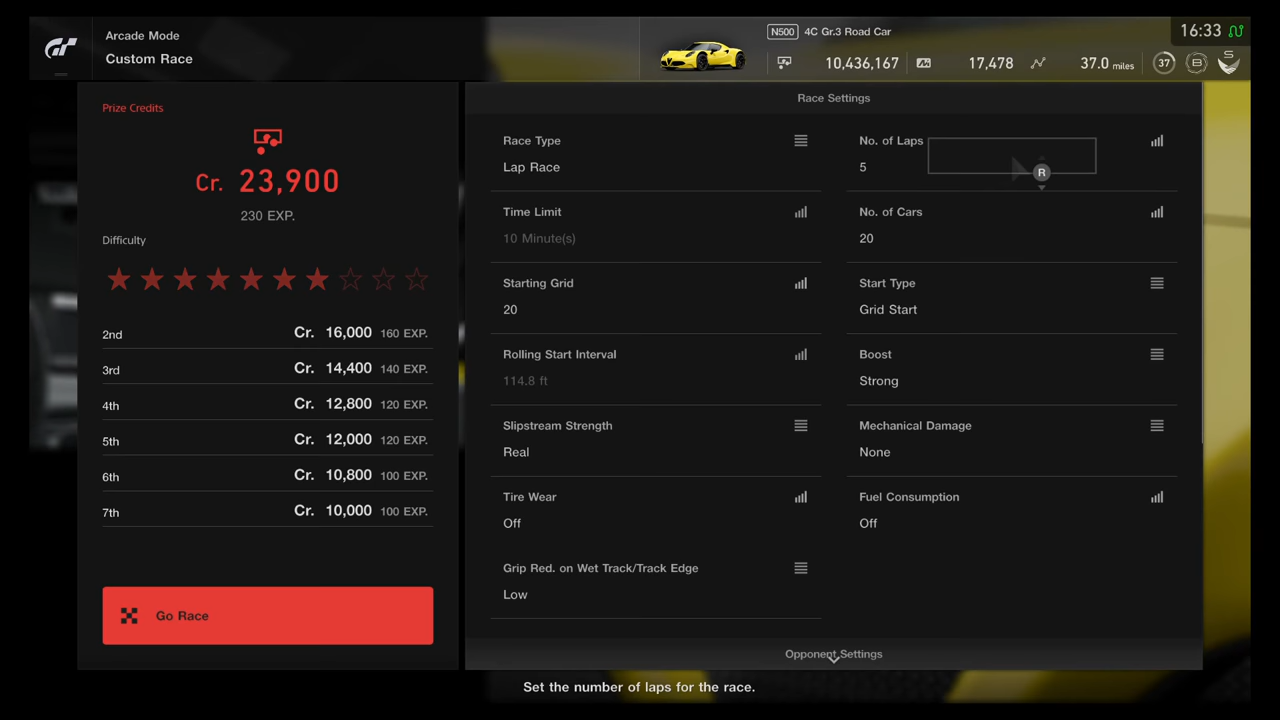 Arcade Mode
Custom Race
N500 4C Gr.3 Road Car
10,436,167 17,478 37.0 miles 37 B S
16:33
Prize Credits
Cr. 23,900
230 EXP.
Difficulty
2nd Cr. 16,000 160 EXP.
3rd Cr. 14,400 140 EXP.
4th Cr. 12,800 120 EXP.
5th Cr. 12,000 120 EXP.
6th Cr. 10,800 100 EXP.
7th Cr. 10,000 100 EXP.
Go Race
Race Settings
Race Type
Lap Race
No. of Laps
5
R
Time Limit
10 Minute(s)
No. of Cars
20
Starting Grid
20
Start Type
Grid Start
Rolling Start Interval
114.8 ft
Boost
Strong
Slipstream Strength
Real
Mechanical Damage
None
Tire Wear
Off
Fuel Consumption
Off
Grip Red. on Wet Track/Track Edge
Low
Opponent Settings
Set the number of laps for the race.